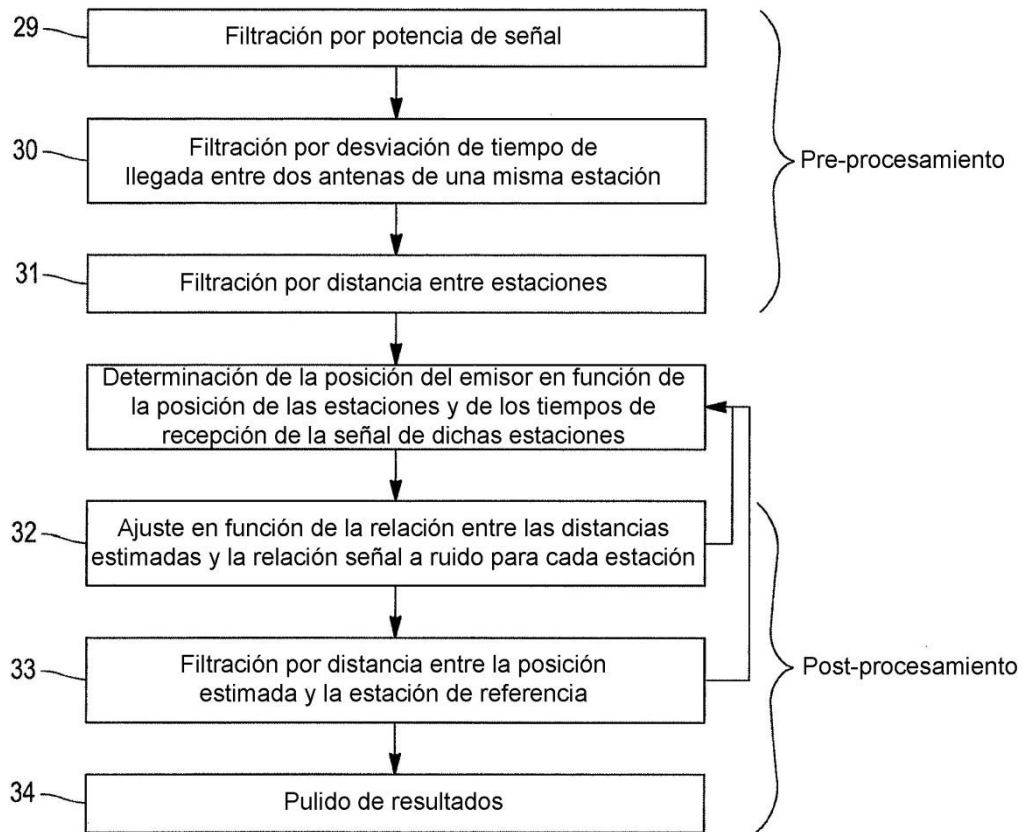 29
Filtración por potencia de señal
30
Filtración por desviación de tiempo de
llegada entre dos antenas de una misma estación
Pre-procesamiento
31
Filtración por distancia entre estaciones
Determinación de la posición del emisor en función de
la posición de las estaciones y de los tiempos de
recepción de la señal de dichas estaciones
32
Ajuste en función de la relación entre las distancias
estimadas y la relación señal a ruido para cada estación
33
Filtración por distancia entre la posición
estimada y la estación de referencia
Post-procesamiento
34
Pulido de resultados